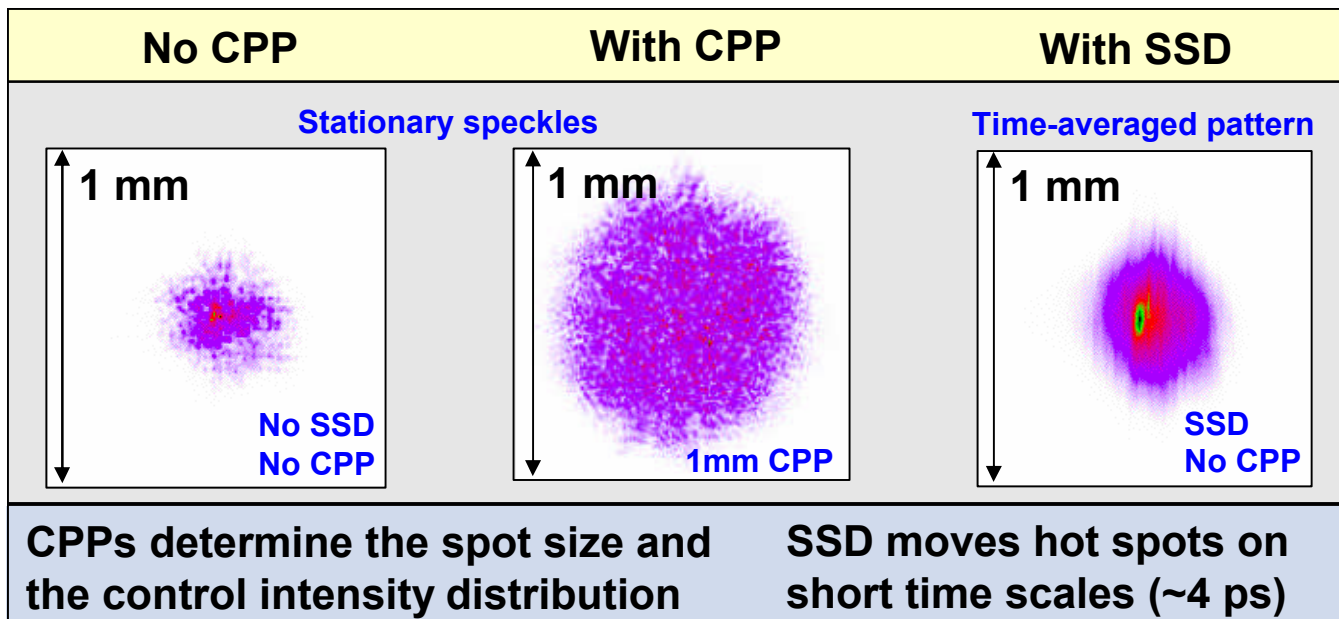 No CPP
With CPP
With SSD
Stationary speckles
Time-averaged pattern
1 mm
No SSD
No CPP
1 mm
1mm CPP
1 mm
SSD
No CPP
CPPs determine the spot size and
the control intensity distribution
SSD moves hot spots on
short time scales (~4 ps)